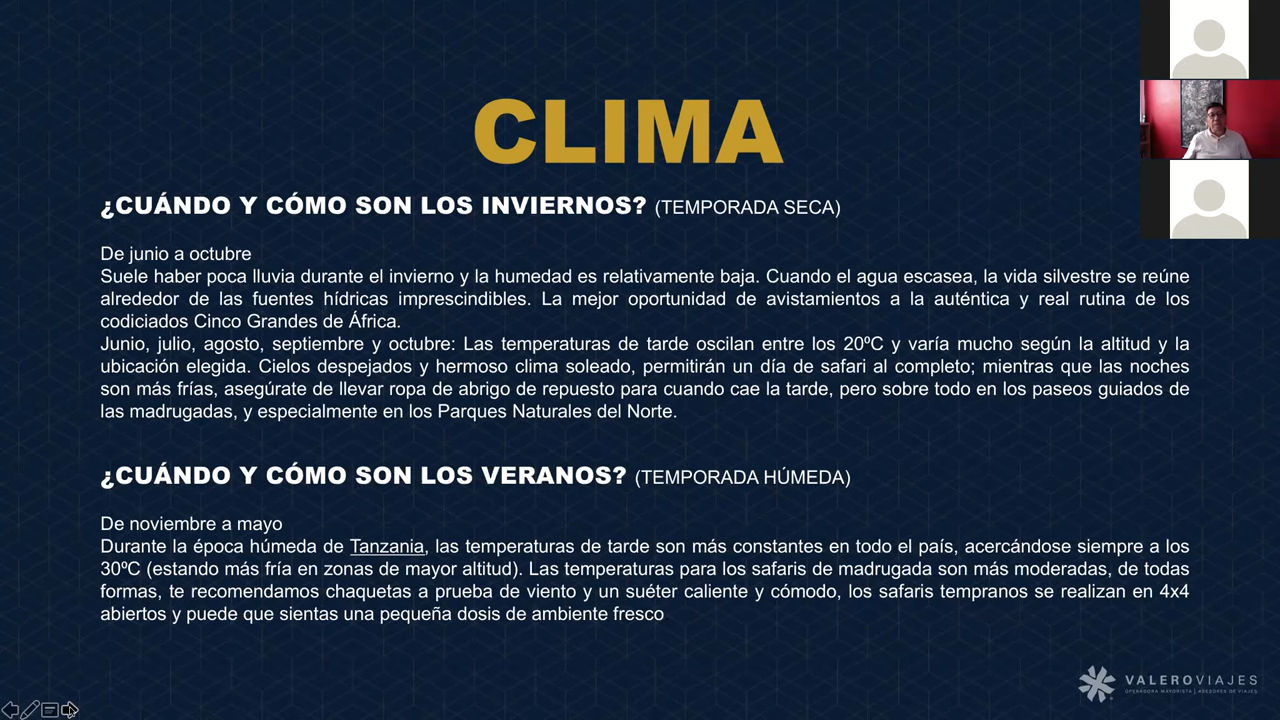 CLIMA
¿CUÁNDO Y CÓMO SON LOS INVIERNOS? (TEMPORADA SECA)
De junio a octubre
Suele haber poca lluvia durante el invierno y la humedad es relativamente baja. Cuando el agua escasea, la vida silvestre se reúne
alrededor de las fuentes hídricas imprescindibles. La mejor oportunidad de avistamientos a la auténtica y real rutina de los
codiciados Cinco Grandes de África.
Junio, julio, agosto, septiembre y octubre: Las temperaturas de tarde oscilan entre los 20ºC y varía mucho según la altitud y la
ubicación elegida. Cielos despejados y hermoso clima soleado, permitirán un día de safari al completo; mientras que las noches
son más frías, asegúrate de llevar ropa de abrigo de repuesto para cuando cae la tarde, pero sobre todo en los paseos guiados de
las madrugadas, y especialmente en los Parques Naturales del Norte.
¿CUÁNDO Y CÓMO SON LOS VERANOS? (TEMPORADA HÚMEDA)
De noviembre a mayo
Durante la época húmeda de Tanzania, las temperaturas de tarde son más constantes en todo el país, acercándose siempre a los
30ºC (estando más fría en zonas de mayor altitud). Las temperaturas para los safaris de madrugada son más moderadas, de todas
formas, te recomendamos chaquetas a prueba de viento y un suéter caliente y cómodo, los safaris tempranos se realizan en 4x4
abiertos y puede que sientas una pequeña dosis de ambiente fresco
VALEROVIAJES
OPERADORA MAYORISTA | ASESORES DE VIAJES